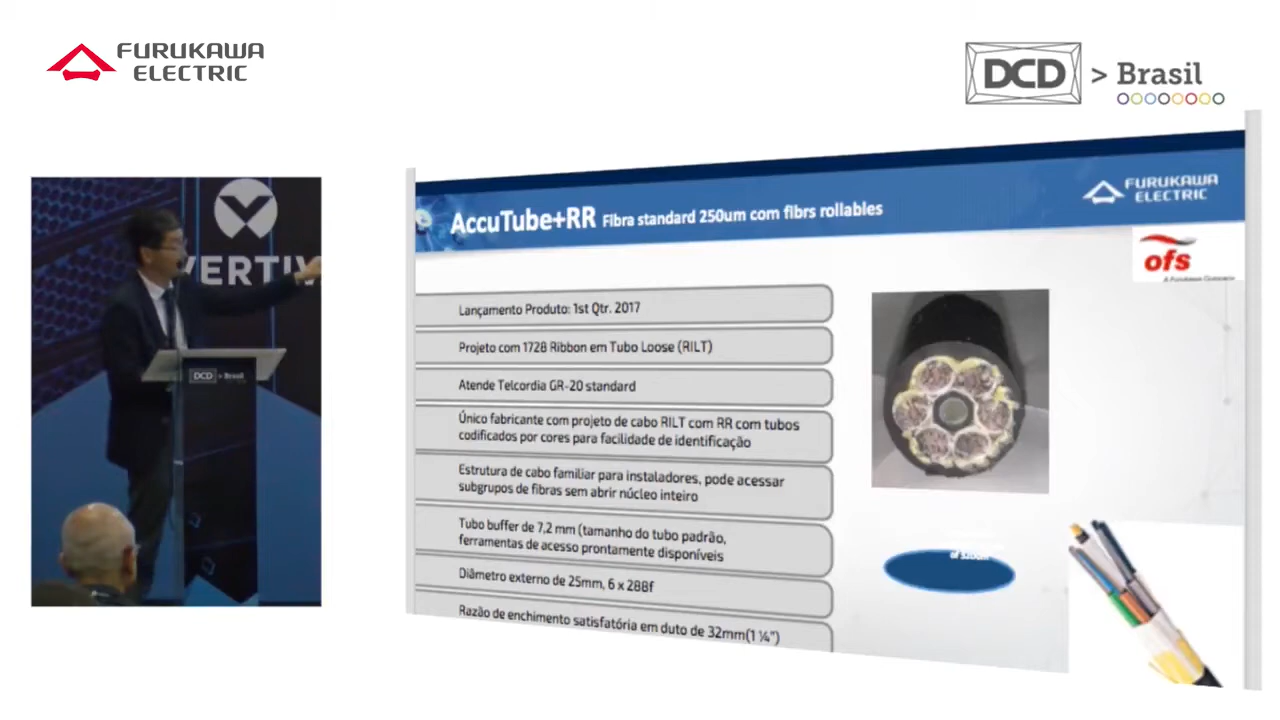 FURUKAWA
ELECTRIC
DCD > Brasil
VERTIV
DCD > Brasil
FURUKAWA
ELECTRIC
AccuTube+RR Fibra standard 250um com fibrs rollables
ofs
A Furukawa Company
Lançamento Produto: 1st Qtr. 2017
Projeto com 1728 Ribbon em Tubo Loose (RILT)
Atende Telcordia GR-20 standard
Único fabricante com projeto de cabo RILT com RR com tubos
codificados por cores para facilidade de identificação
Estrutura de cabo familiar para instaladores, pode acessar
subgrupos de fibras sem abrir núcleo inteiro
Tubo buffer de 7,2 mm (tamanho do tubo padrão,
ferramentas de acesso prontamente disponíveis
Diâmetro externo de 25mm, 6 x 288f
Razão de enchimento satisfatória em duto de 32mm(1 ¼")